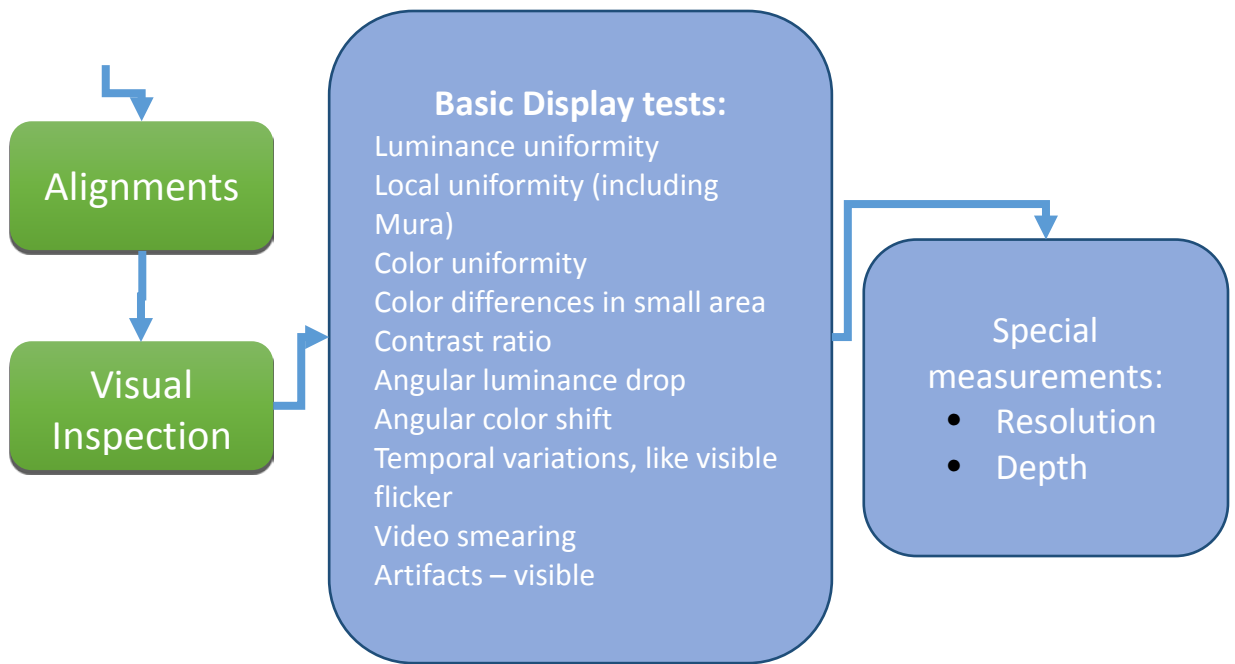 Alignments
Visual
Inspection
Basic Display tests:
Luminance uniformity
Local uniformity (including
Mura)
Color uniformity
Color differences in small area
Contrast ratio
Angular luminance drop
Angular color shift
Temporal variations, like visible
flicker
Video smearing
Artifacts – visible
Special
measurements:
• Resolution
• Depth